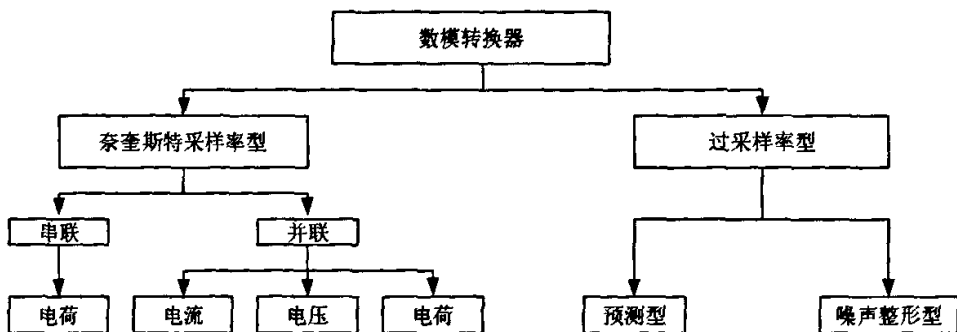 数模转换器
奈奎斯特采样率型
过采样率型
串联
并联
电荷
电流
电压
电荷
预测型
噪声整形型